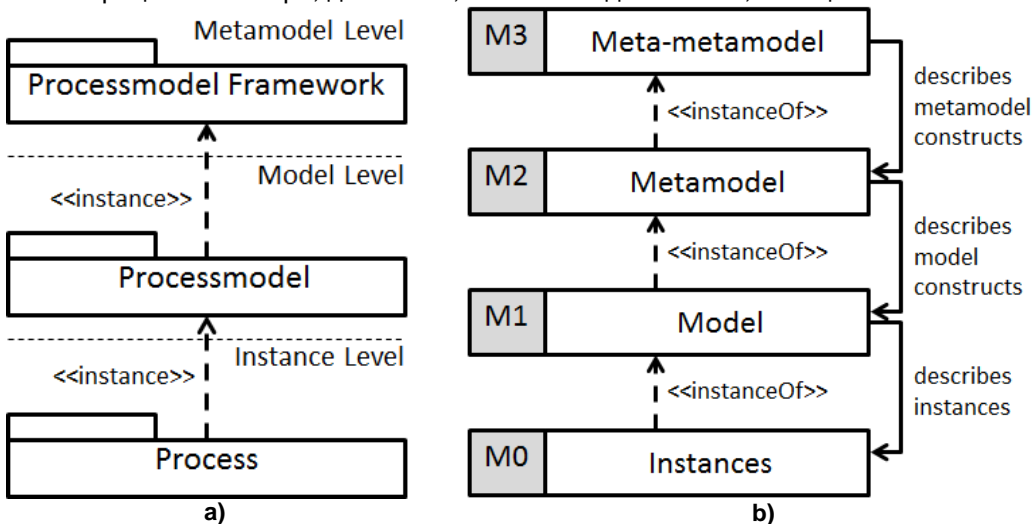 Metamodel Level
Processmodel Framework
Model Level
<<instance>>
Processmodel
Instance Level
<<instance>>
Process
a)
M3
Meta-metamodel
describes
metamodel
constructs
<<instanceOf>>
M2
Metamodel
describes
model
constructs
<<instanceOf>>
M1
Model
describes
instances
<<instanceOf>>
M0
Instances
b)